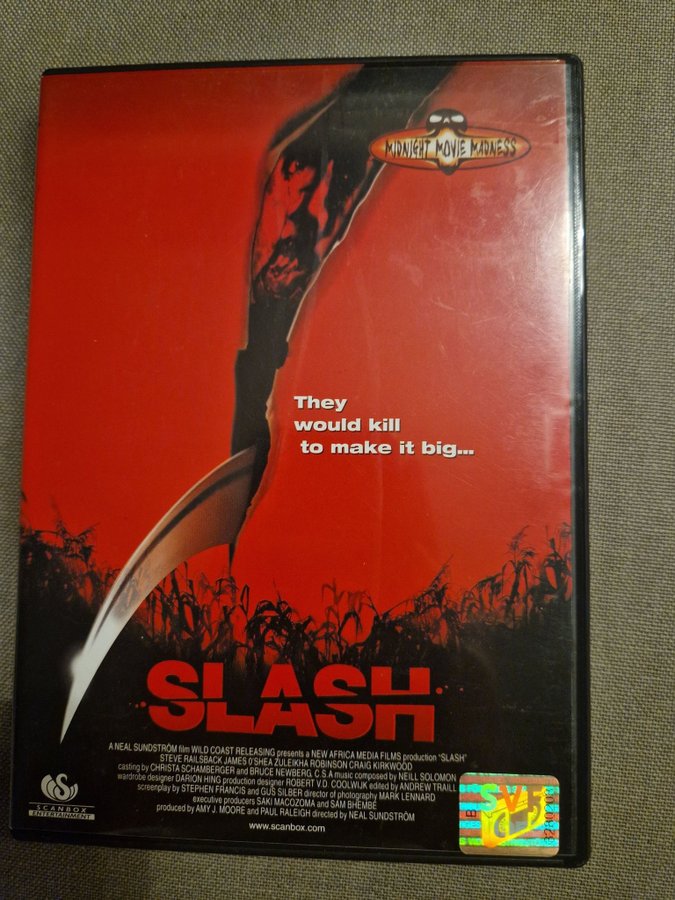 MIDNIGHT MOVIE MADNESS
They
would kill
to make it big...
SLASH
A NEAL SUNDSTRÖM film WILD COAST RELEASING presents a NEW AFRICA MEDIA FILMS production "SLASH"
STEVE RAILSBACK JAMES O'SHEA ZULEIKHA ROBINSON CRAIG KIRKWOOD
casting by CHRISTA SCHAMBERGER and BRUCE NEWBERG, C.S.A music composed by NEILL SOLOMON
wardrobe designer DARION HING production designer ROBERT V.D. COOLWIJK edited by ANDREW TRAILL
screenplay by STEPHEN FRANCIS and GUS SILBER director of photography MARK LENNARD
executive producers SAKI MACOZOMA and SAM BHEMBE
produced by AMY J. MOORE and PAUL RALEIGH directed by NEAL SUNDSTRÖM
www.scanbox.com
SCANBOX
ENTERTAINMENT
SVF